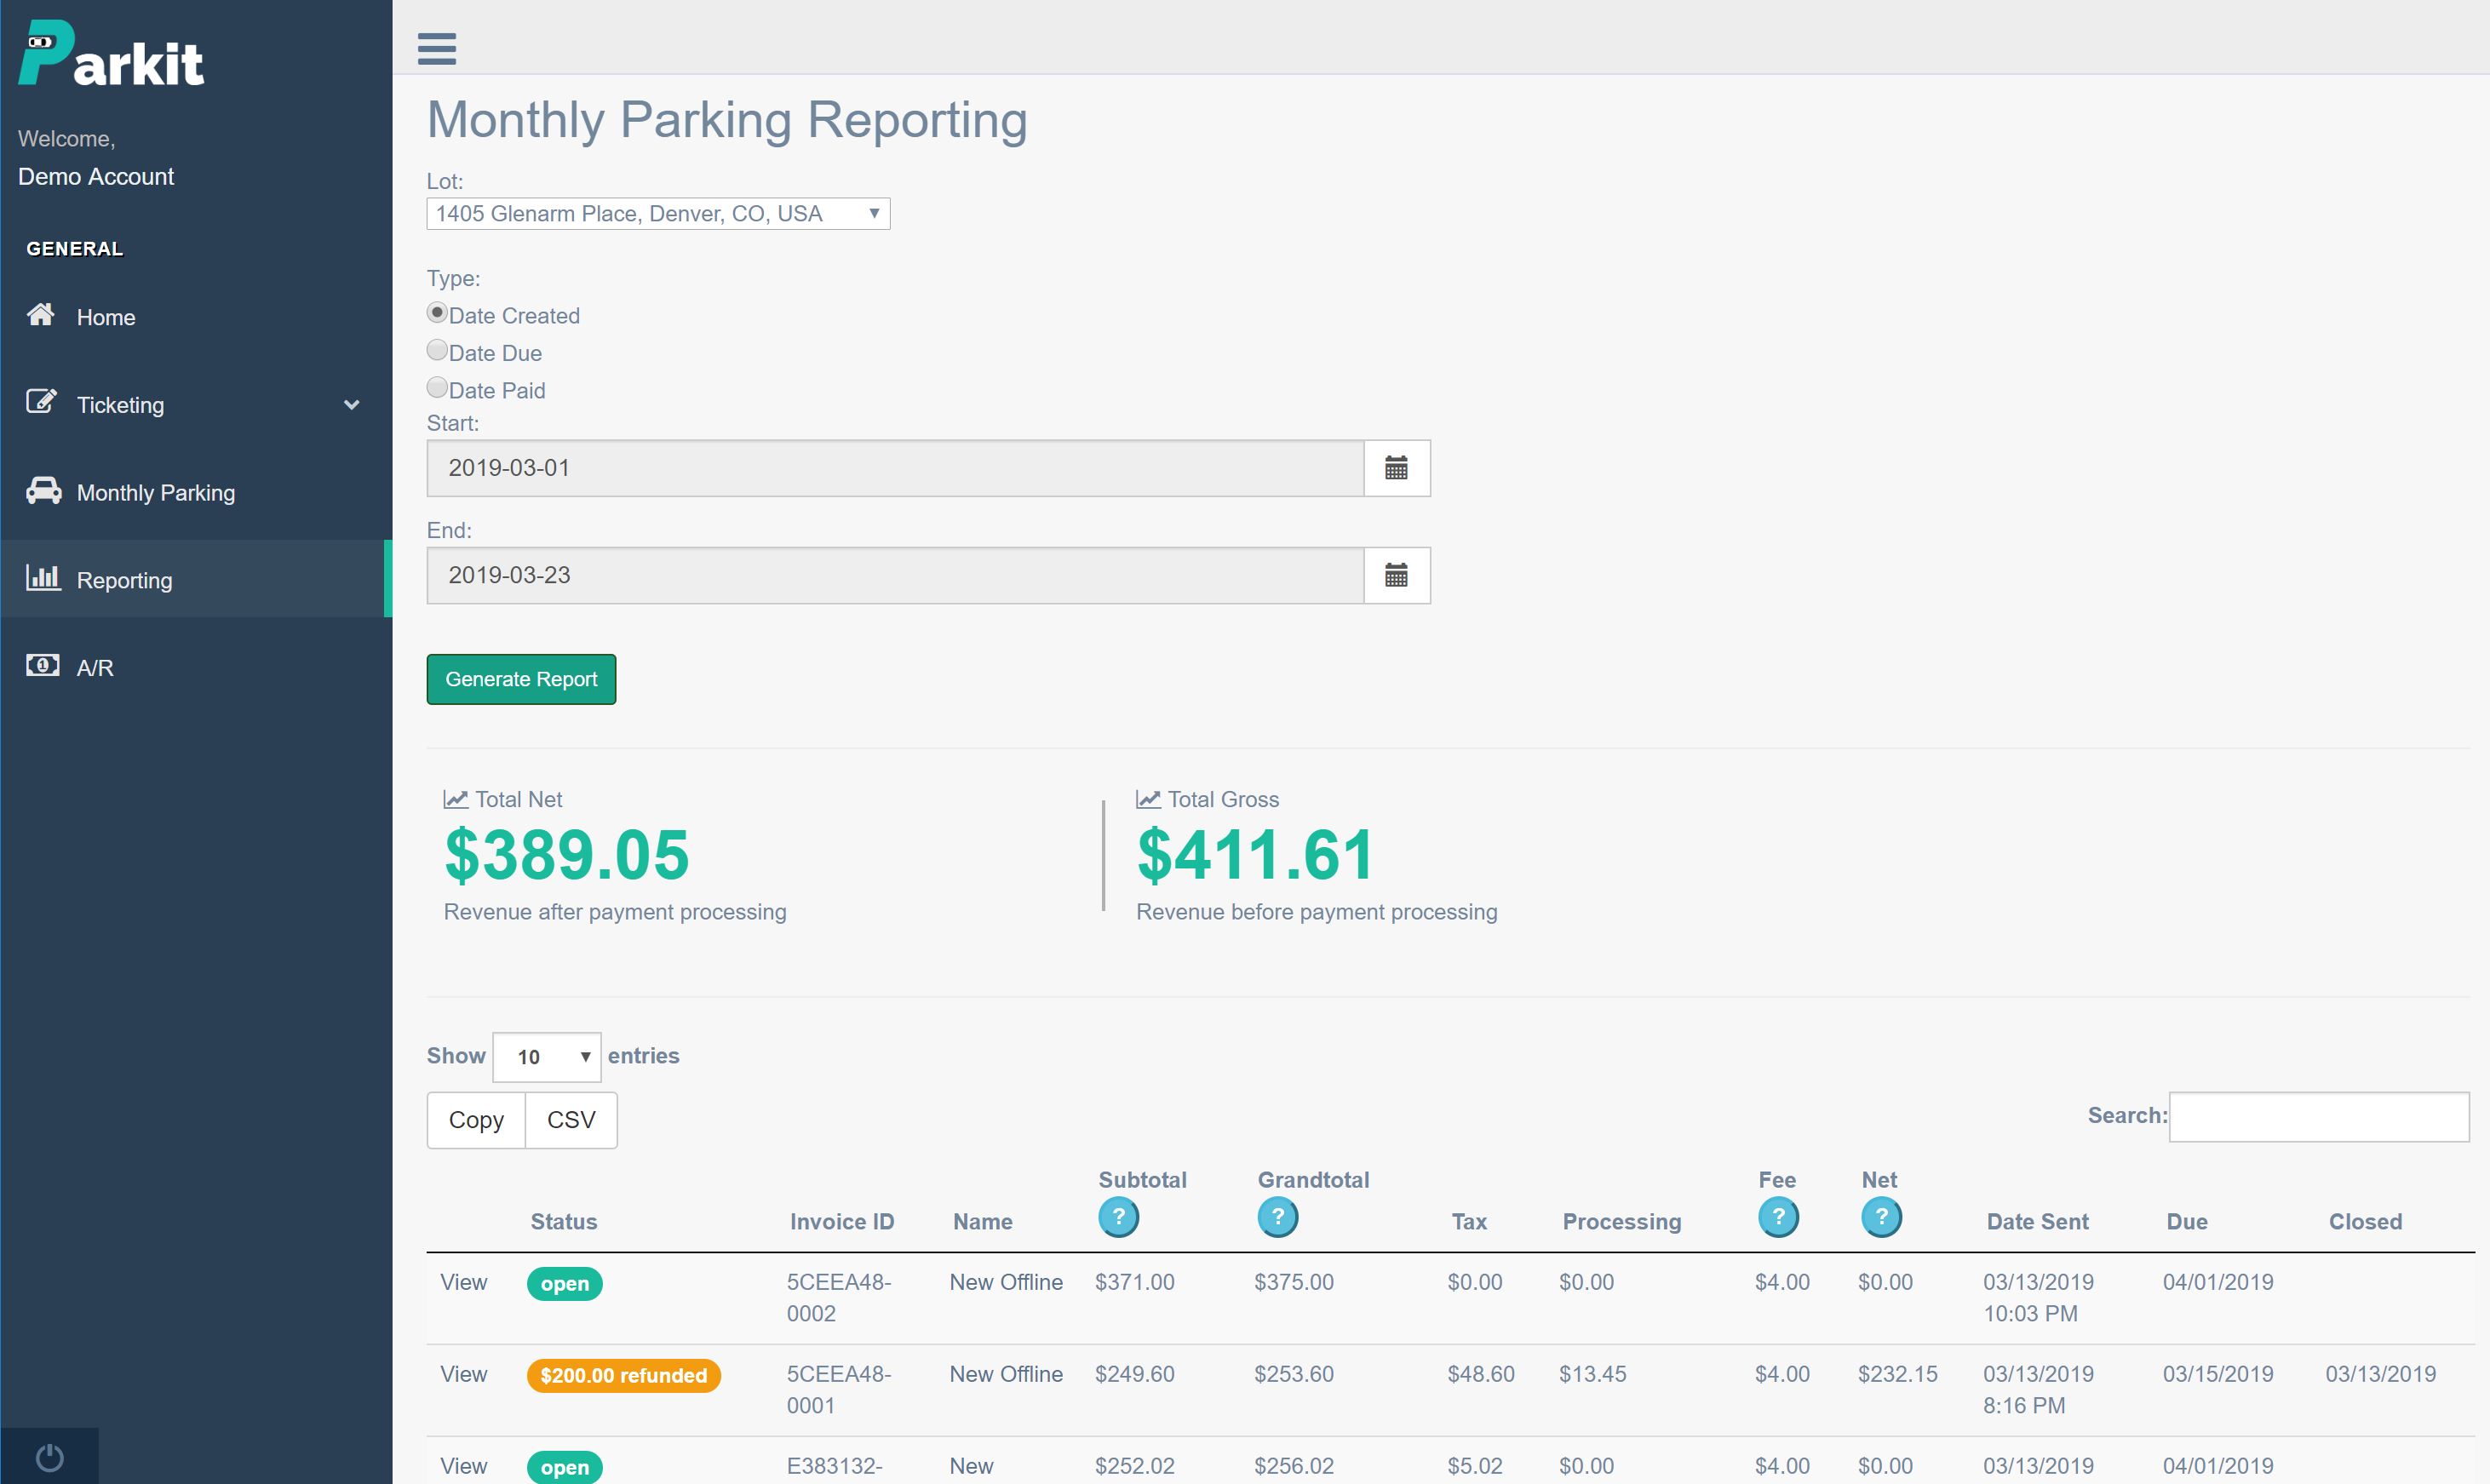 Parkit
Welcome,
Demo Account
GENERAL
Home
Ticketing
Monthly Parking
Reporting
A/R
Monthly Parking Reporting
Lot:
1405 Glenarm Place, Denver, CO, USA
Type:
Date Created
Date Due
Date Paid
Start:
2019-03-01
End:
2019-03-23
Generate Report
Total Net
$389.05
Revenue after payment processing
Total Gross
$411.61
Revenue before payment processing
Show 10 entries
Copy CSV
Search:
Status Invoice ID Name Subtotal ? Grandtotal ? Tax Processing Fee ? Net ? Date Sent Due Closed
View open 5CEEA48- New Offline $371.00 $375.00 $0.00 $0.00 $4.00 $0.00 03/13/2019 04/01/2019
0002 10:03 PM
View $200.00 refunded 5CEEA48- New Offline $249.60 $253.60 $48.60 $13.45 $4.00 $232.15 03/13/2019 03/15/2019 03/13/2019
0001 8:16 PM
View open E383132- New $252.02 $256.02 $5.02 $0.00 $4.00 $0.00 03/13/2019 04/01/2019